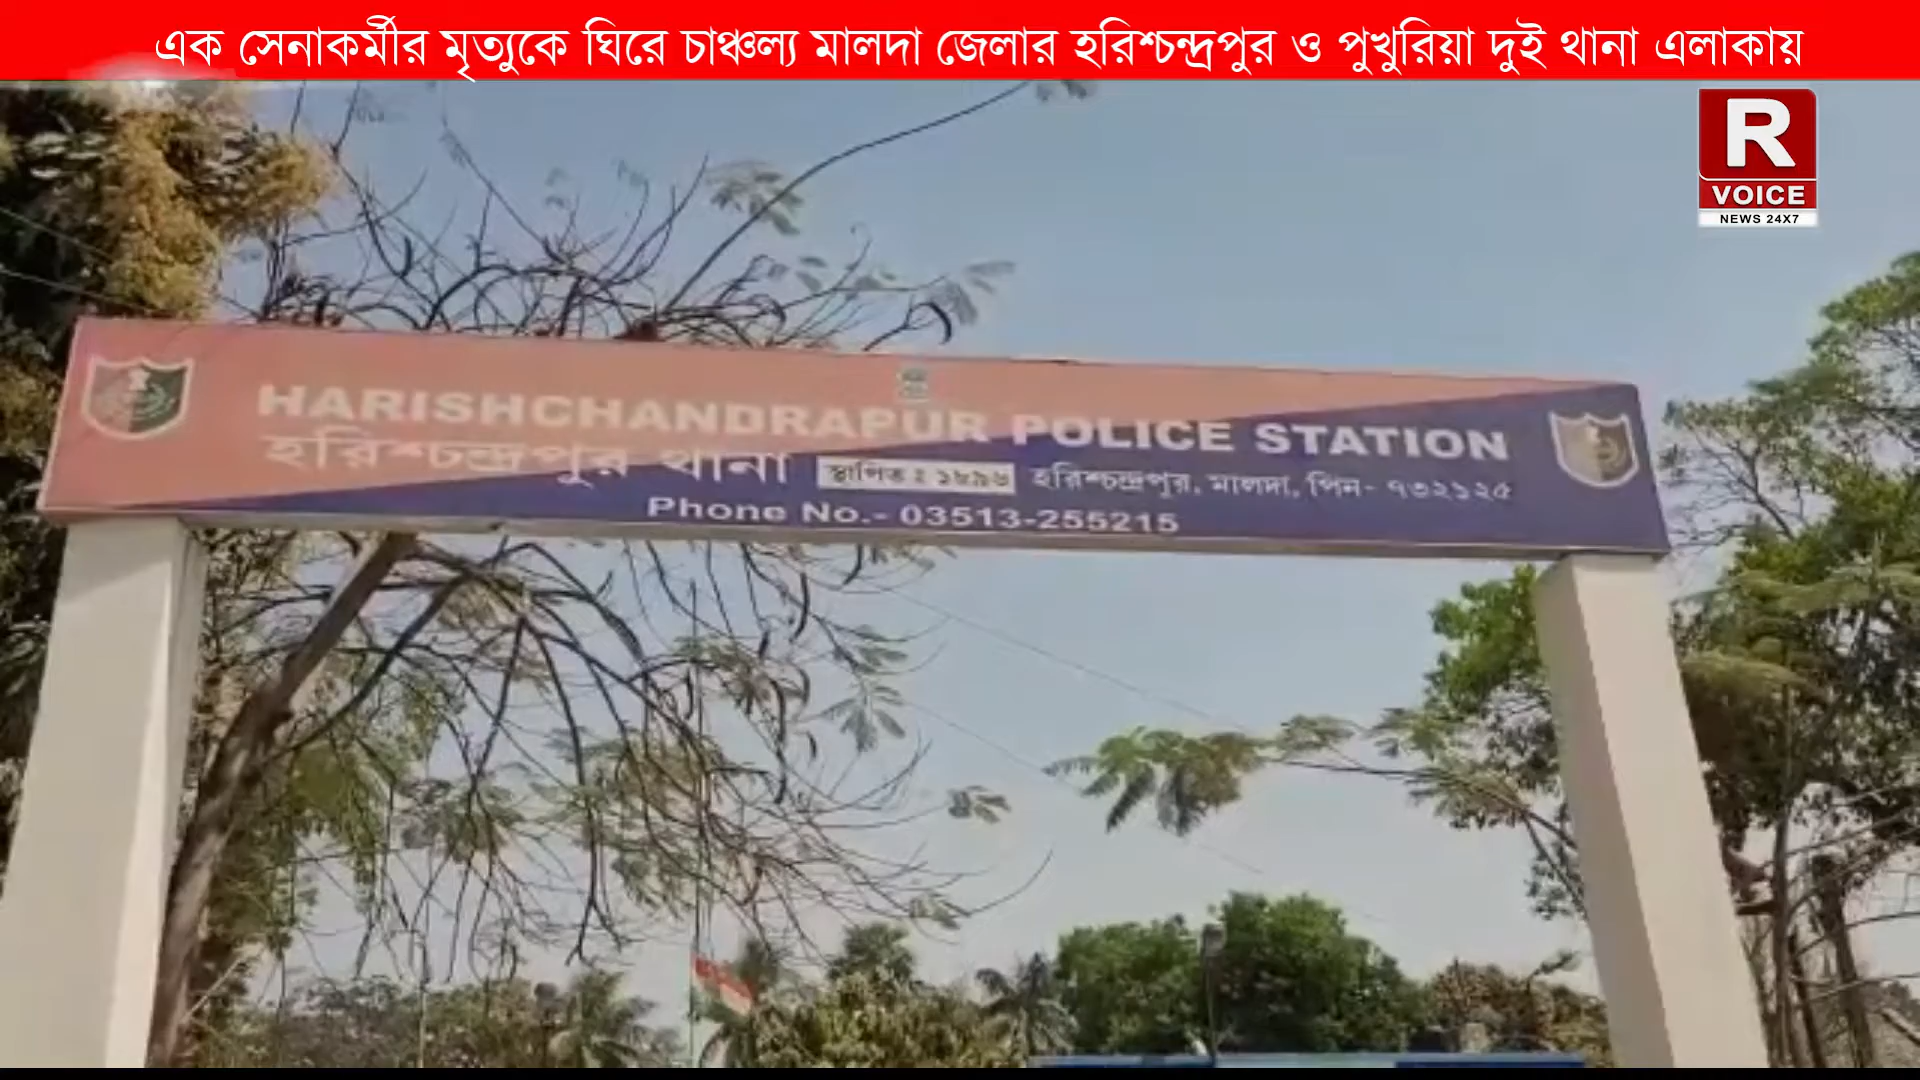 এক সেনাকর্মীর মৃত্যুকে ঘিরে চাঞ্চল্য মালদা জেলার হরিশ্চন্দ্রপুর ও পুখুরিয়া দুই থানা এলাকায়
R
VOICE
NEWS 24X7
HARISHCHANDRAPUR POLICE STATION
হরিশ্চন্দ্রপুর থানা স্থাপিত : ১৮৯৬ হরিশ্চন্দ্রপুর, মালদা, পিন- ৭৩২১২৫
Phone No.- 03513-255215